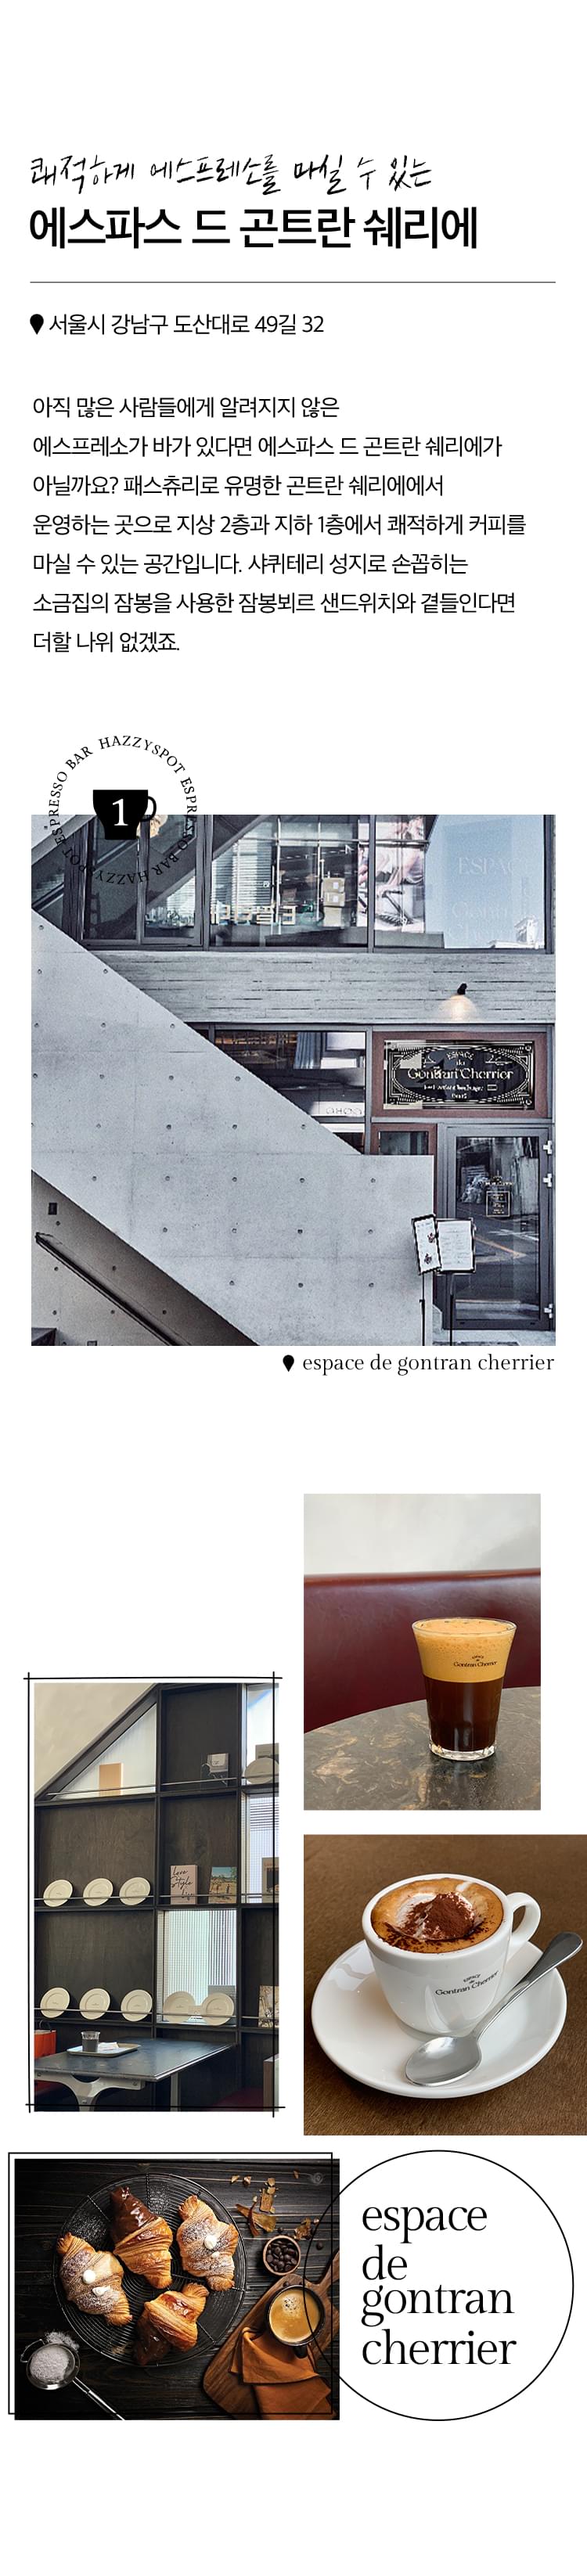 쾌적하게 에스프레소를 마실 수 있는
에스파스 드 곤트란 쉐리에
서울시 강남구 도산대로 49길 32
아직 많은 사람들에게 알려지지 않은
에스프레소가 바가 있다면 에스파스 드 곤트란 쉐리에가
아닐까요? 패스츄리로 유명한 곤트란 쉐리에에서
운영하는 곳으로 지상 2층과 지하 1층에서 쾌적하게 커피를
마실 수 있는 공간입니다. 샤퀴테리 성지로 손꼽히는
소금집의 잠봉을 사용한 잠봉뵈르 샌드위치와 곁들인다면
더할 나위 없겠죠.
HAZZYSPOT ESPRESSO BAR HAZZYSPOT ESPRESSO BAR
1
ESPAC
Espace
de
Gontran Cherrier
espace de gontran cherrier
Gontran Cherrier
love
style
life
espace
de
Gontran Cherrier
espace
de
gontran
cherrier